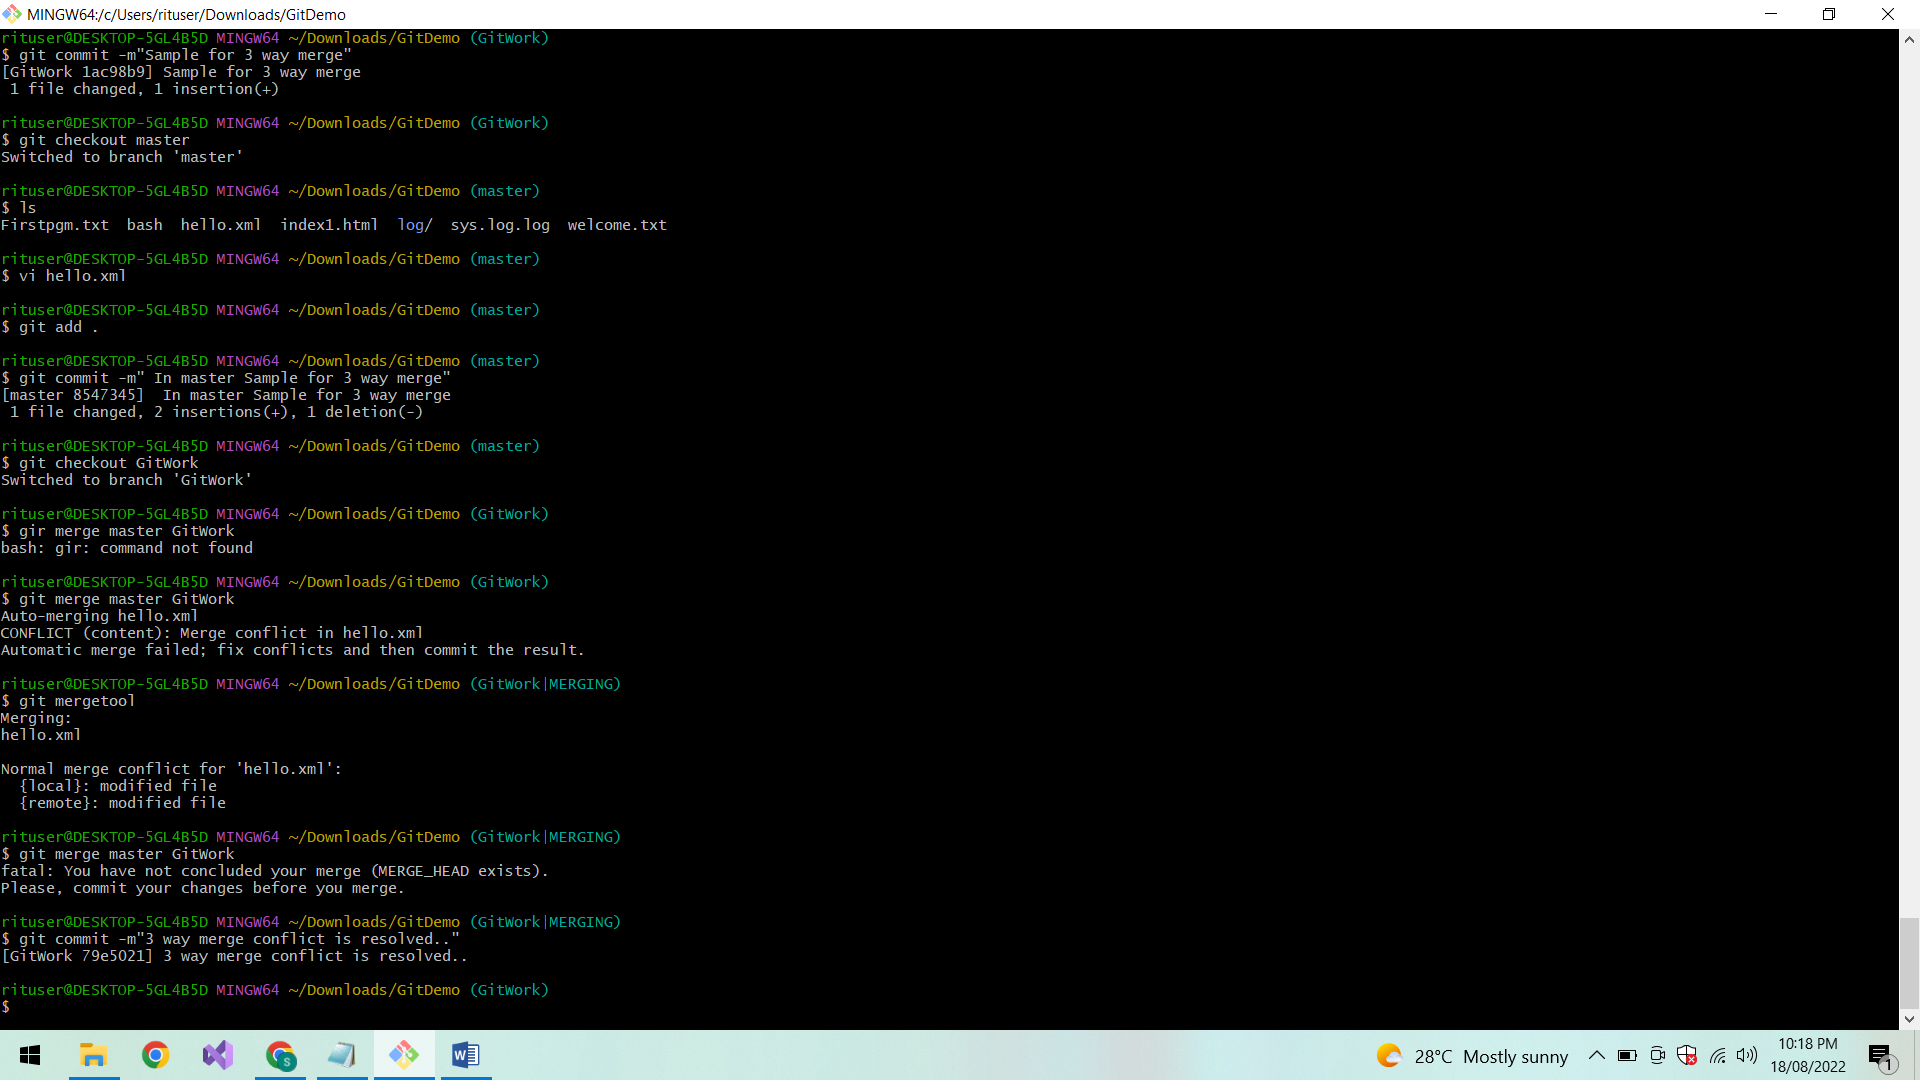 MINGW64:/c/Users/rituser/Downloads/GitDemo
rituser@DESKTOP-5GL4B5D MINGW64 ~/Downloads/GitDemo (GitWork)
$ git commit -m"Sample for 3 way merge"
[GitWork 1ac98b9] Sample for 3 way merge
 1 file changed, 1 insertion(+)
rituser@DESKTOP-5GL4B5D MINGW64 ~/Downloads/GitDemo (GitWork)
$ git checkout master
Switched to branch 'master'
rituser@DESKTOP-5GL4B5D MINGW64 ~/Downloads/GitDemo (master)
$ ls
Firstpgm.txt  bash  hello.xml  index1.html  log/  sys.log.log  welcome.txt
rituser@DESKTOP-5GL4B5D MINGW64 ~/Downloads/GitDemo (master)
$ vi hello.xml
rituser@DESKTOP-5GL4B5D MINGW64 ~/Downloads/GitDemo (master)
$ git add .
rituser@DESKTOP-5GL4B5D MINGW64 ~/Downloads/GitDemo (master)
$ git commit -m" In master Sample for 3 way merge"
[master 8547345]  In master Sample for 3 way merge
 1 file changed, 2 insertions(+), 1 deletion(-)
rituser@DESKTOP-5GL4B5D MINGW64 ~/Downloads/GitDemo (master)
$ git checkout GitWork
Switched to branch 'GitWork'
rituser@DESKTOP-5GL4B5D MINGW64 ~/Downloads/GitDemo (GitWork)
$ gir merge master GitWork
bash: gir: command not found
rituser@DESKTOP-5GL4B5D MINGW64 ~/Downloads/GitDemo (GitWork)
$ git merge master GitWork
Auto-merging hello.xml
CONFLICT (content): Merge conflict in hello.xml
Automatic merge failed; fix conflicts and then commit the result.
rituser@DESKTOP-5GL4B5D MINGW64 ~/Downloads/GitDemo (GitWork|MERGING)
$ git mergetool
Merging:
hello.xml
Normal merge conflict for 'hello.xml':
  {local}: modified file
  {remote}: modified file
rituser@DESKTOP-5GL4B5D MINGW64 ~/Downloads/GitDemo (GitWork|MERGING)
$ git merge master GitWork
fatal: You have not concluded your merge (MERGE_HEAD exists).
Please, commit your changes before you merge.
rituser@DESKTOP-5GL4B5D MINGW64 ~/Downloads/GitDemo (GitWork|MERGING)
$ git commit -m"3 way merge conflict is resolved.."
[GitWork 79e5021] 3 way merge conflict is resolved..
rituser@DESKTOP-5GL4B5D MINGW64 ~/Downloads/GitDemo (GitWork)
$
S
W
28°C  Mostly sunny
10:18 PM
18/08/2022
1